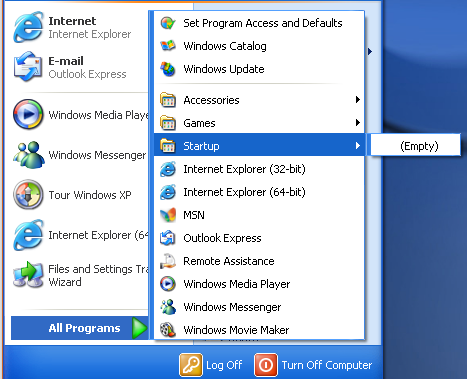 Internet
Internet Explorer
E-mail
Outlook Express
Windows Media Playe
Windows Messenger
Tour Windows XP
Internet Explorer (64
Files and Settings Tra
Wizard
All Programs
Set Program Access and Defaults
Windows Catalog
Windows Update
Accessories
Games
Startup
(Empty)
Internet Explorer (32-bit)
Internet Explorer (64-bit)
MSN
Outlook Express
Remote Assistance
Windows Media Player
Windows Messenger
Windows Movie Maker
Log Off
Turn Off Computer